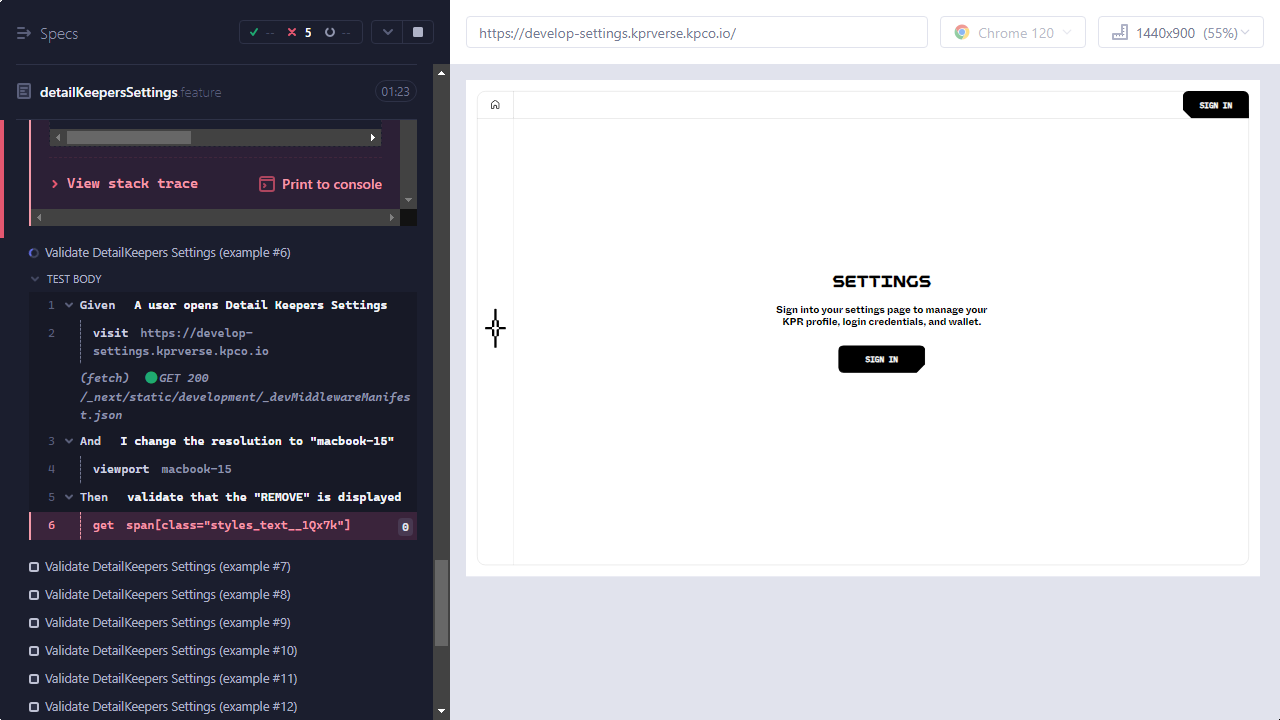 Specs
-- 5 --
detailKeepersSettings feature
01:23
View stack trace
Print to console
Validate DetailKeepers Settings (example #6)
TEST BODY
1 Given A user opens Detail Keepers Settings
2 visit https://develop-
settings.kprverse.kpco.io
(fetch) GET 200
/_next/static/development/_devMiddlewareManifes
t.json
3 And I change the resolution to "macbook-15"
4 viewport macbook-15
5 Then validate that the "REMOVE" is displayed
6 get span[class="styles_text__1Qx7k"] 0
Validate DetailKeepers Settings (example #7)
Validate DetailKeepers Settings (example #8)
Validate DetailKeepers Settings (example #9)
Validate DetailKeepers Settings (example #10)
Validate DetailKeepers Settings (example #11)
Validate DetailKeepers Settings (example #12)
https://develop-settings.kprverse.kpco.io/
Chrome 120
1440x900 (55%)
SIGN IN
SETTINGS
Sign into your settings page to manage your
KPR profile, login credentials, and wallet.
SIGN IN